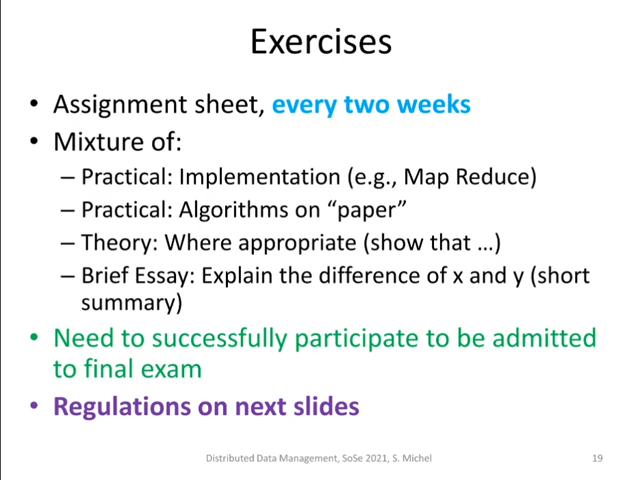 Exercises
• Assignment sheet, every two weeks
• Mixture of:
– Practical: Implementation (e.g., Map Reduce)
– Practical: Algorithms on “paper”
– Theory: Where appropriate (show that …)
– Brief Essay: Explain the difference of x and y (short
summary)
• Need to successfully participate to be admitted
to final exam
• Regulations on next slides
Distributed Data Management, SoSe 2021, S. Michel
19